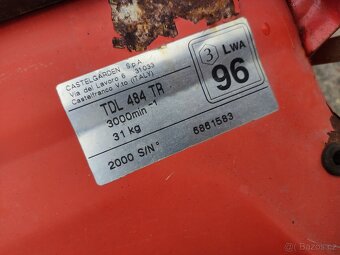 CASTELGARDEN S.p.A.
Via del Lavoro 6 31033
Castelfranco V.to (ITALY)
TDL 484 TR
3000min -1
31 kg
2000 S/N° 6861583
3 LWA
96
Bazos.cz